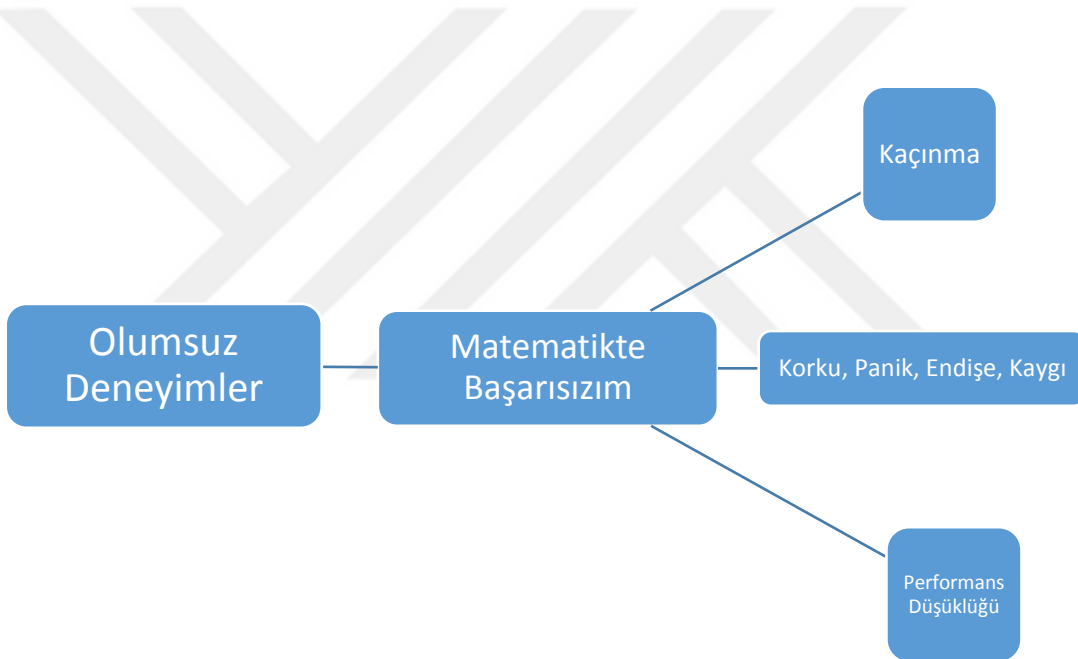 Kaçınma
Olumsuz
Deneyimler
Matematikte
Başarısızım
Korku, Panik, Endişe, Kaygı
Performans
Düşüklüğü